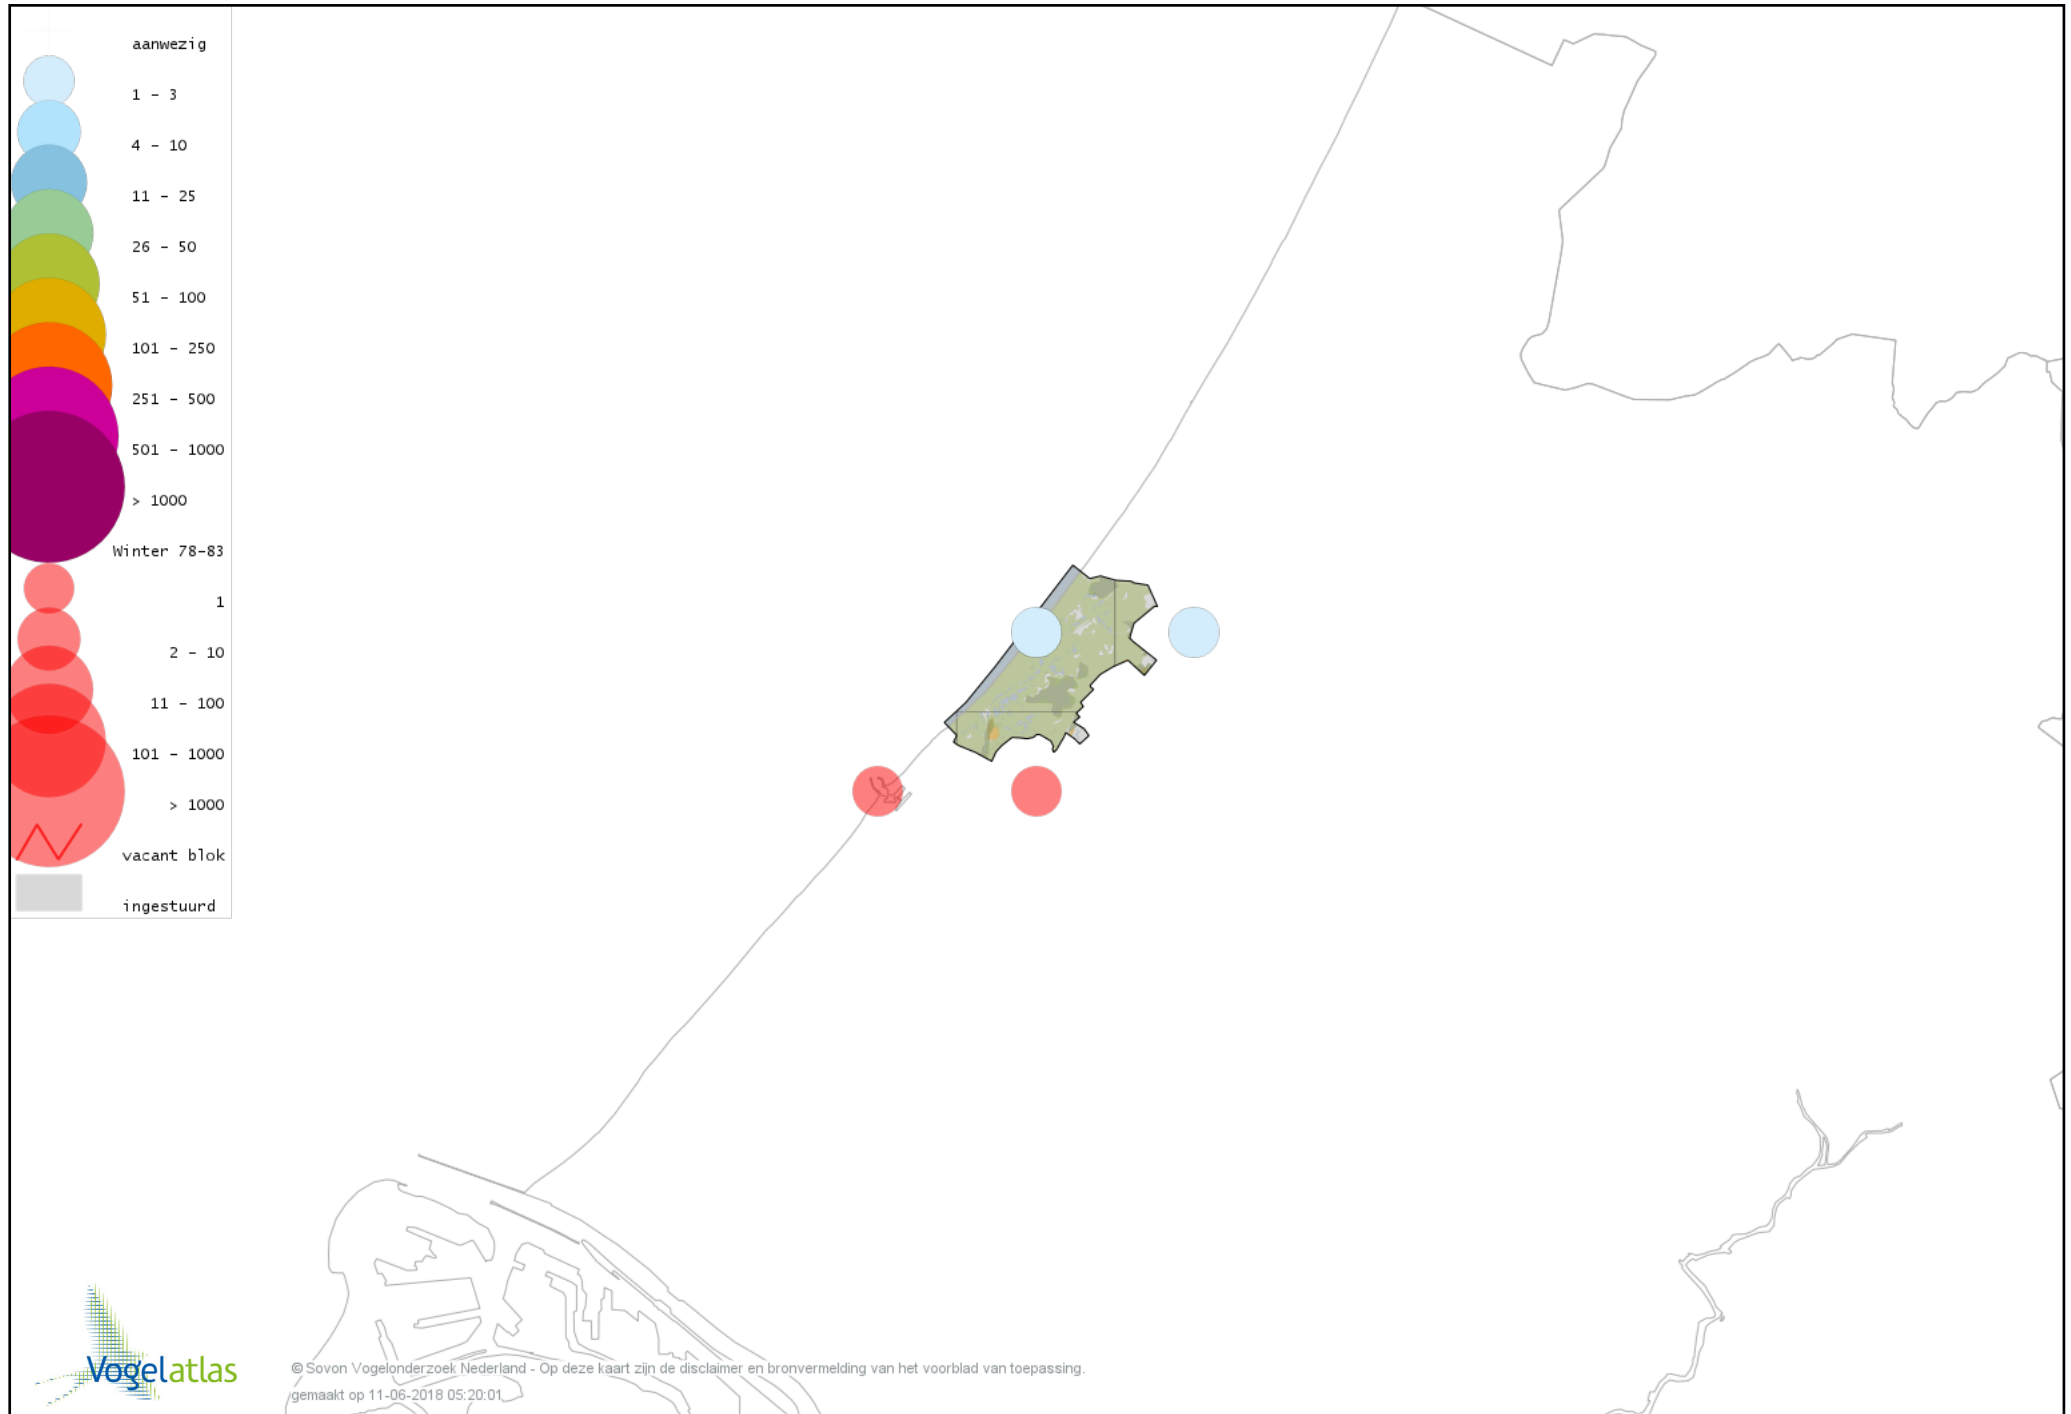 aanwezig
1 - 3
4 - 10
11 - 25
26 - 50
51 - 100
101 - 250
251 - 500
501 - 1000
> 1000
Winter 78-83
1
2 - 10
11 - 100
101 - 1000
> 1000
vacant blok
ingestuurd
Vogelatlas
© Sovon Vogelonderzoek Nederland - Op deze kaart zijn de disclaimer en bronvermelding van het voorblad van toepassing.
gemaakt op 11-06-2018 05:20:01